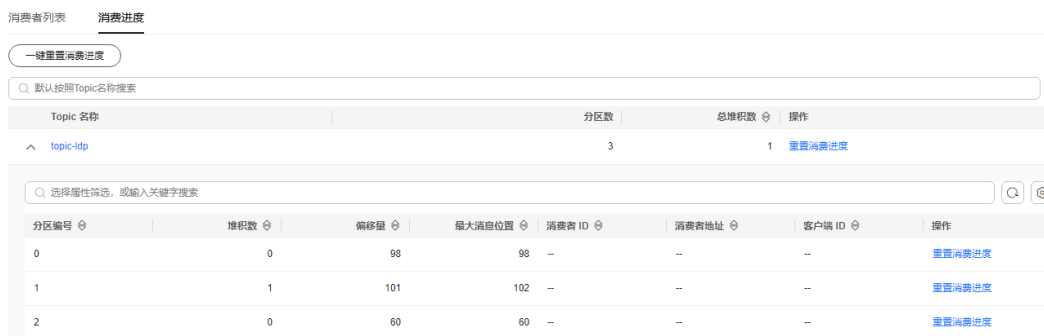 消费者列表 消费进度
一键重置消费进度
默认按照Topic名称搜索
Topic 名称 分区数 总堆积数 操作
topic-ldp 3 1 重置消费进度
选择属性筛选，或输入关键字搜索
分区编号 堆积数 偏移量 最大消息位置 消费者 ID 消费者地址 客户端 ID 操作
0 0 98 98 -- -- -- 重置消费进度
1 1 101 102 -- -- -- 重置消费进度
2 0 60 60 -- -- -- 重置消费进度